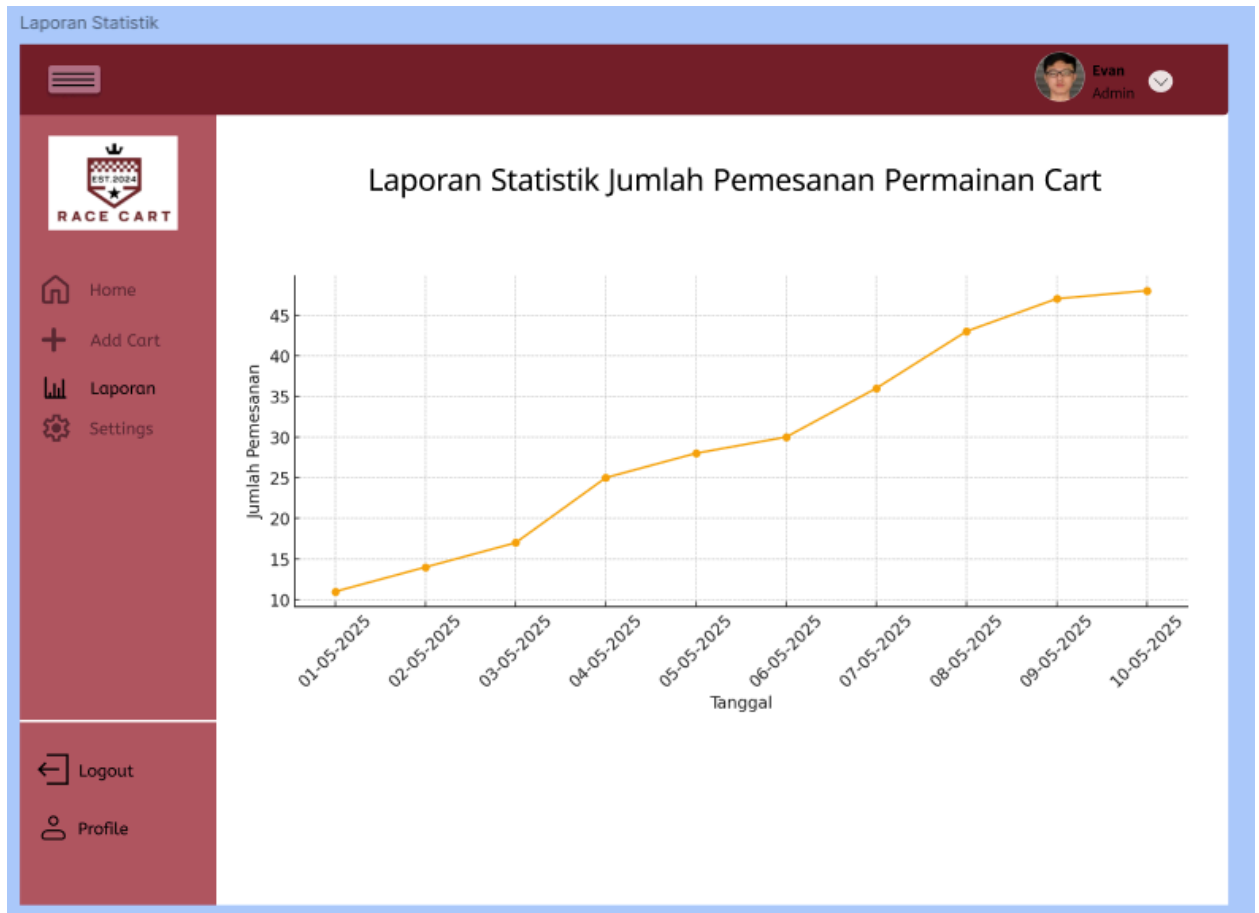 Laporan Statistik
Evan
Admin
EST.2024
RACE CART
Home
Add Cart
Laporan
Settings
Logout
Profile
Laporan Statistik Jumlah Pemesanan Permainan Cart
Jumlah Pemesanan
45
40
35
30
25
20
15
10
01-05-2025
02-05-2025
03-05-2025
04-05-2025
05-05-2025
06-05-2025
07-05-2025
08-05-2025
09-05-2025
10-05-2025
Tanggal